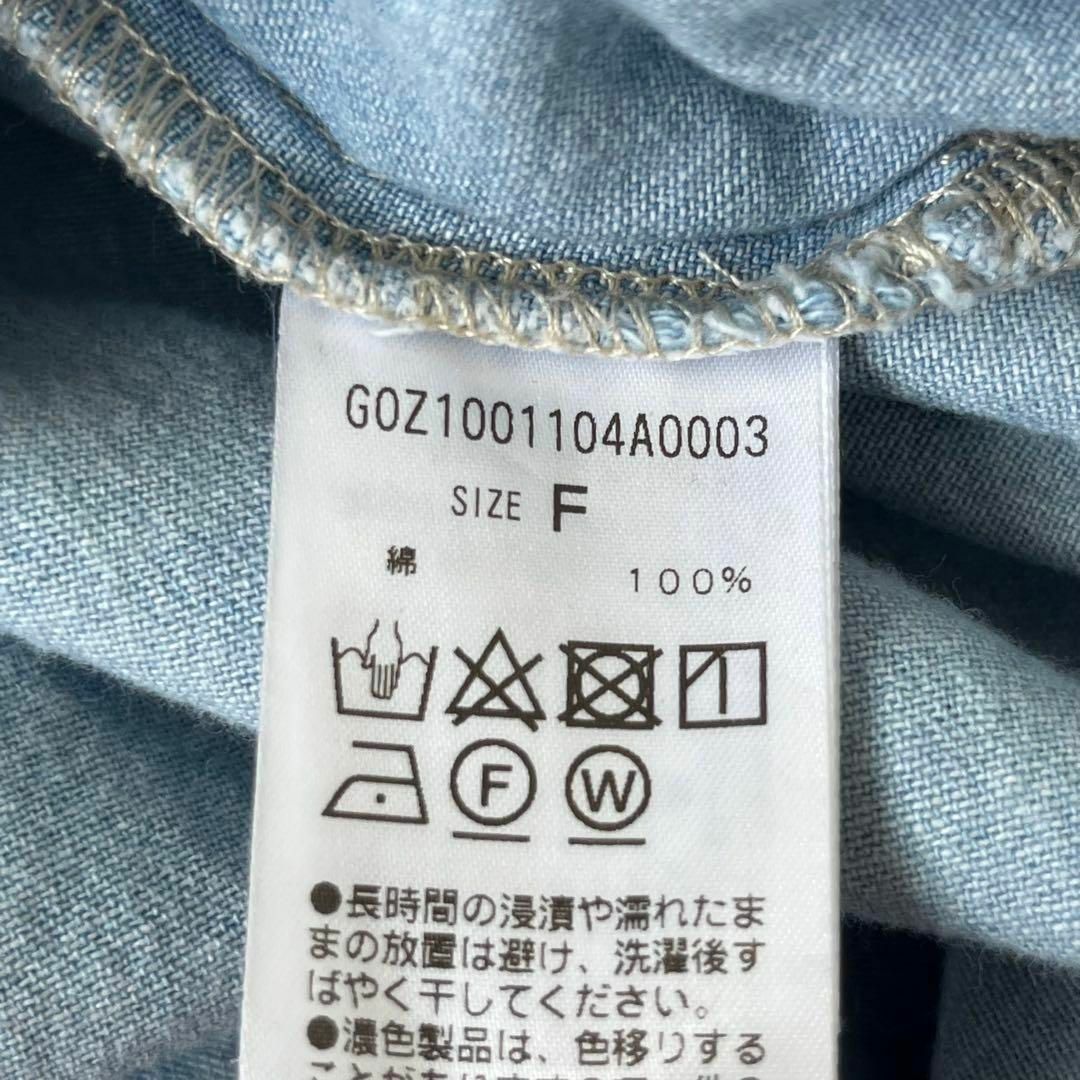 G0Z1001104A0003
SIZE F
綿 100%
F W
●長時間の浸漬や濡れたま
まの放置は避け、洗濯後す
ばやく干してください。
●濃色製品は、色移りする